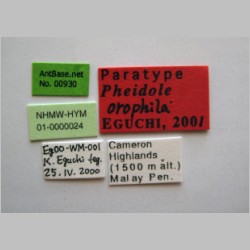 AntBase.net
No. 00930
Paratype
Pheidole
orophila
EGUCHI, 2001
NHMW-HYM
01-0000024
Eg00-WM-001
K. Eguchi leg.
25. IV. 2000
Cameron
Highlands
(1500 m alt.)
Malay Pen.